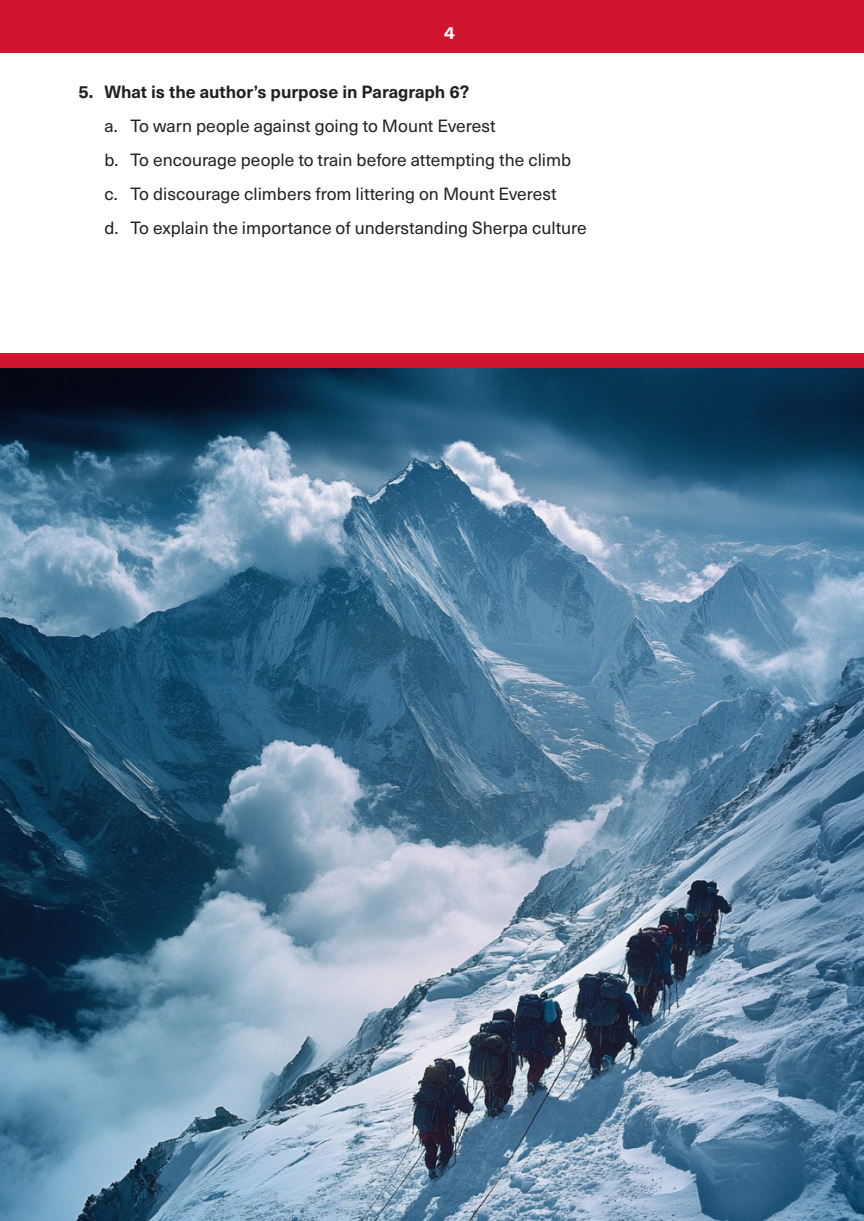 4
5. What is the author’s purpose in Paragraph 6?
a. To warn people against going to Mount Everest
b. To encourage people to train before attempting the climb
c. To discourage climbers from littering on Mount Everest
d. To explain the importance of understanding Sherpa culture